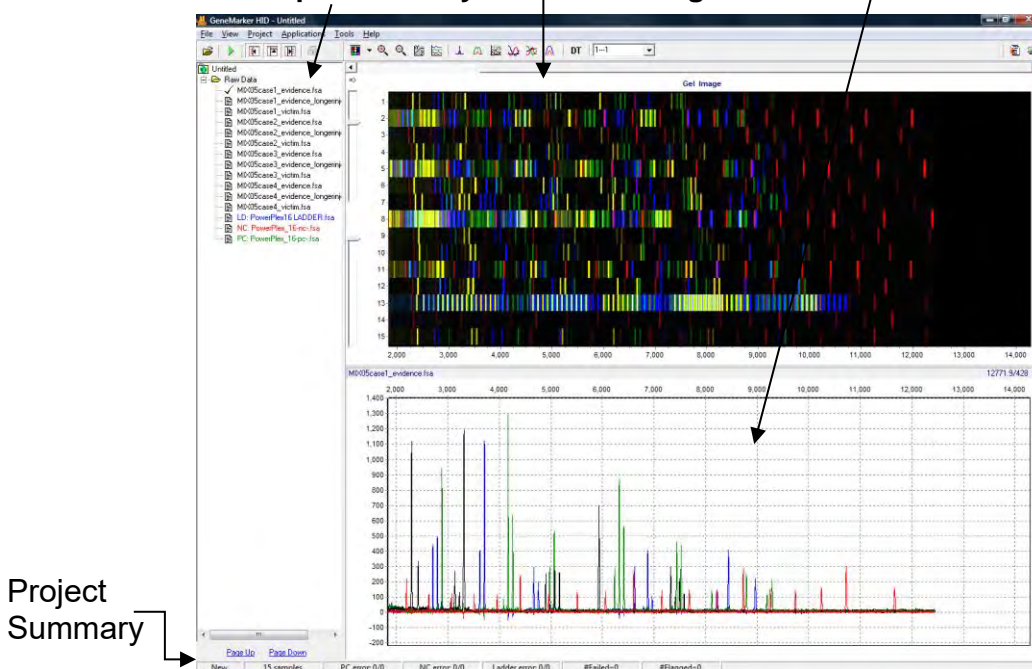 GeneMarker HID - Untitled
File View Project Applications Tools Help
DT 1---1
Untitled
Raw Data
MIX05case1_evidence.fsa
MIX05case1_evidence_longerinj
MIX05case1_victim.fsa
MIX05case2_evidence.fsa
MIX05case2_evidence_longerinj
MIX05case2_victim.fsa
MIX05case3_evidence.fsa
MIX05case3_evidence_longerinj
MIX05case3_victim.fsa
MIX05case4_evidence.fsa
MIX05case4_evidence_longerinj
MIX05case4_victim.fsa
LD: PowerPlex16 LADDER.fsa
NC: PowerPlex_16-nc-.fsa
PC: PowerPlex_16-pc-.fsa
Gel Image
1
2
3
4
5
6
7
8
9
10
11
12
13
14
15
2,000 3,000 4,000 5,000 6,000 7,000 8,000 9,000 10,000 11,000 12,000 13,000 14,000
MIX05case1_evidence.fsa 12771.9/428
2,000 3,000 4,000 5,000 6,000 7,000 8,000 9,000 10,000 11,000 12,000 13,000 14,000
1,400
1,300
1,200
1,100
1,000
900
800
700
600
500
400
300
200
100
0
-100
-200
Project
Summary
Page Up Page Down
New 15 samples PC error: 0/0 NC error: 0/0 Ladder error: 0/0 #Failed=0 #Flagged=0